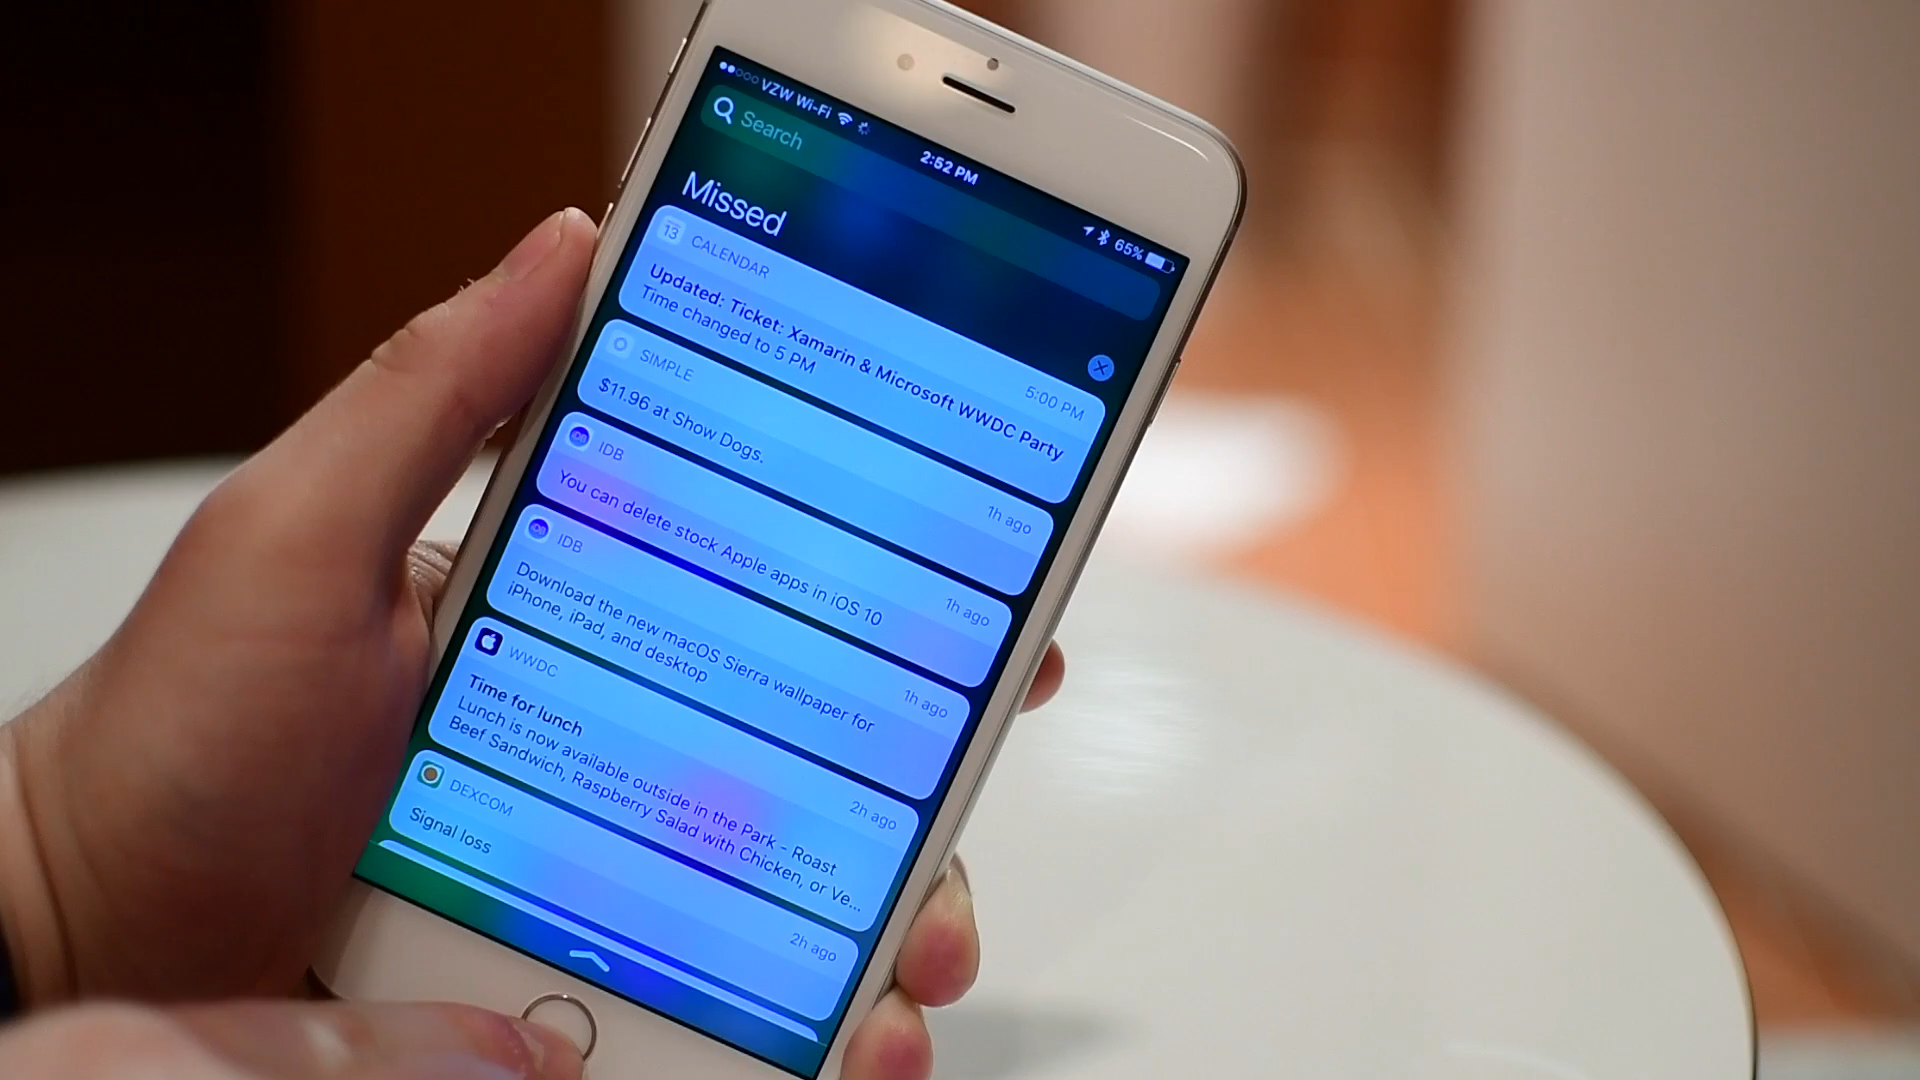 VZW Wi-Fi
2:52 PM
65%
Search
Missed
13 CALENDAR
5:00 PM
Updated: Ticket: Xamarin & Microsoft WWDC Party
Time changed to 5 PM
SIMPLE
1h ago
$11.96 at Show Dogs.
iDB IDB
1h ago
You can delete stock Apple apps in iOS 10
iDB IDB
1h ago
Download the new macOS Sierra wallpaper for
iPhone, iPad, and desktop
WWDC
2h ago
Time for lunch
Lunch is now available outside in the Park - Roast
Beef Sandwich, Raspberry Salad with Chicken, or Ve...
DEXCOM
2h ago
Signal loss